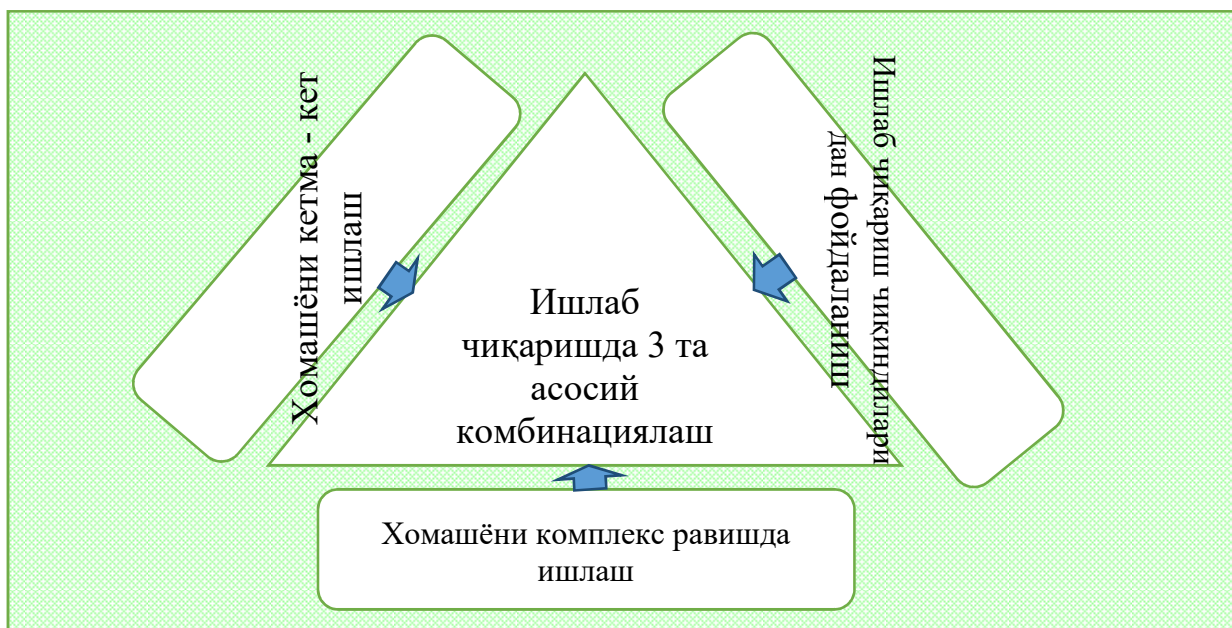 Хомашёни кетма - кет
ишлаш
Ишлаб чиқариш чиқиндилари
дан фойдаланиш
Ишлаб
чиқаришда 3 та
асосий
комбинациялаш
Хомашёни комплекс равишда
ишлаш